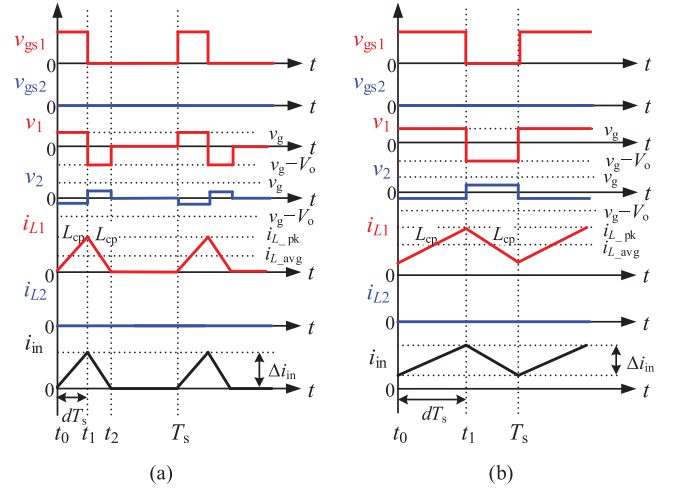 v_gs1
0
t
v_gs2
0
t
v_1
v_g
0
t
v_g−V_o
v_2
v_g
0
t
v_g−V_o
i_L1
L_cp
L_cp
i_L_pk
i_L_avg
0
t
i_L2
0
t
i_in
Δi_in
0
t
dT_s
t_0
t_1
t_2
T_s
(a)
v_gs1
0
t
v_gs2
0
t
v_1
v_g
0
t
v_g−V_o
v_2
v_g
0
t
v_g−V_o
i_L1
L_cp
L_cp
i_L_pk
i_L_avg
0
t
i_L2
0
t
i_in
Δi_in
0
t
dT_s
t_0
t_1
T_s
(b)